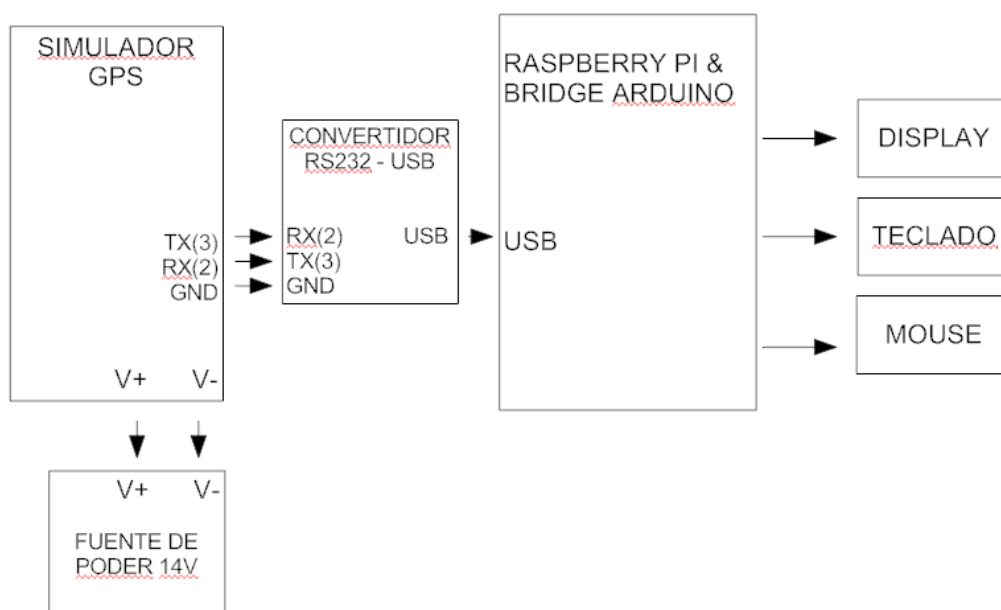 SIMULADOR
GPS
TX(3)
RX(2)
GND
V+ V-
CONVERTIDOR
RS232 - USB
RX(2) USB
TX(3)
GND
RASPBERRY PI &
BRIDGE ARDUINO
USB
DISPLAY
TECLADO
MOUSE
V+ V-
FUENTE DE
PODER 14V